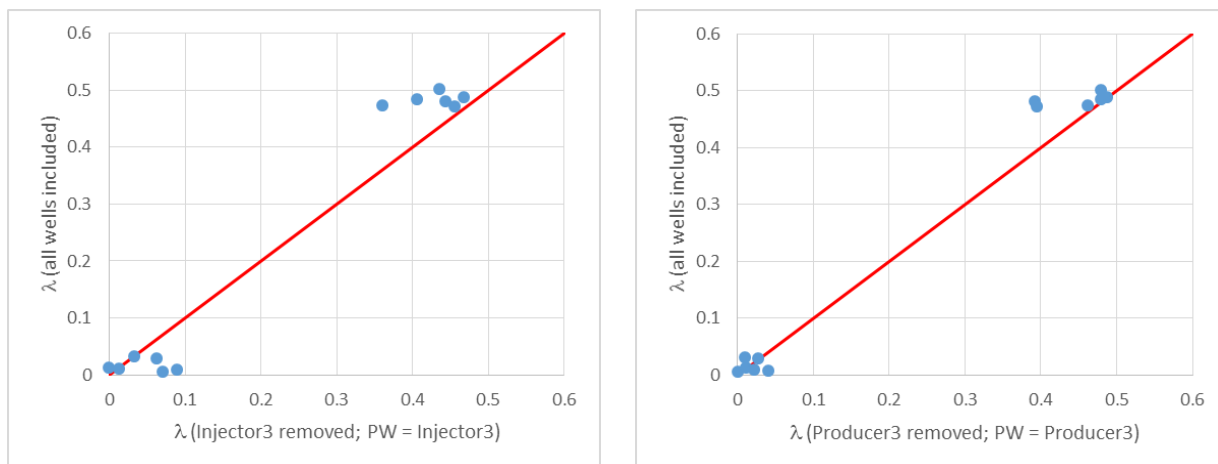 0.6
0.5
0.4
0.3
0.2
0.1
0
λ (all wells included)
0 0.1 0.2 0.3 0.4 0.5 0.6
λ (Injector3 removed; PW = Injector3)
0.6
0.5
0.4
0.3
0.2
0.1
0
λ (all wells included)
0 0.1 0.2 0.3 0.4 0.5 0.6
λ (Producer3 removed; PW = Producer3)